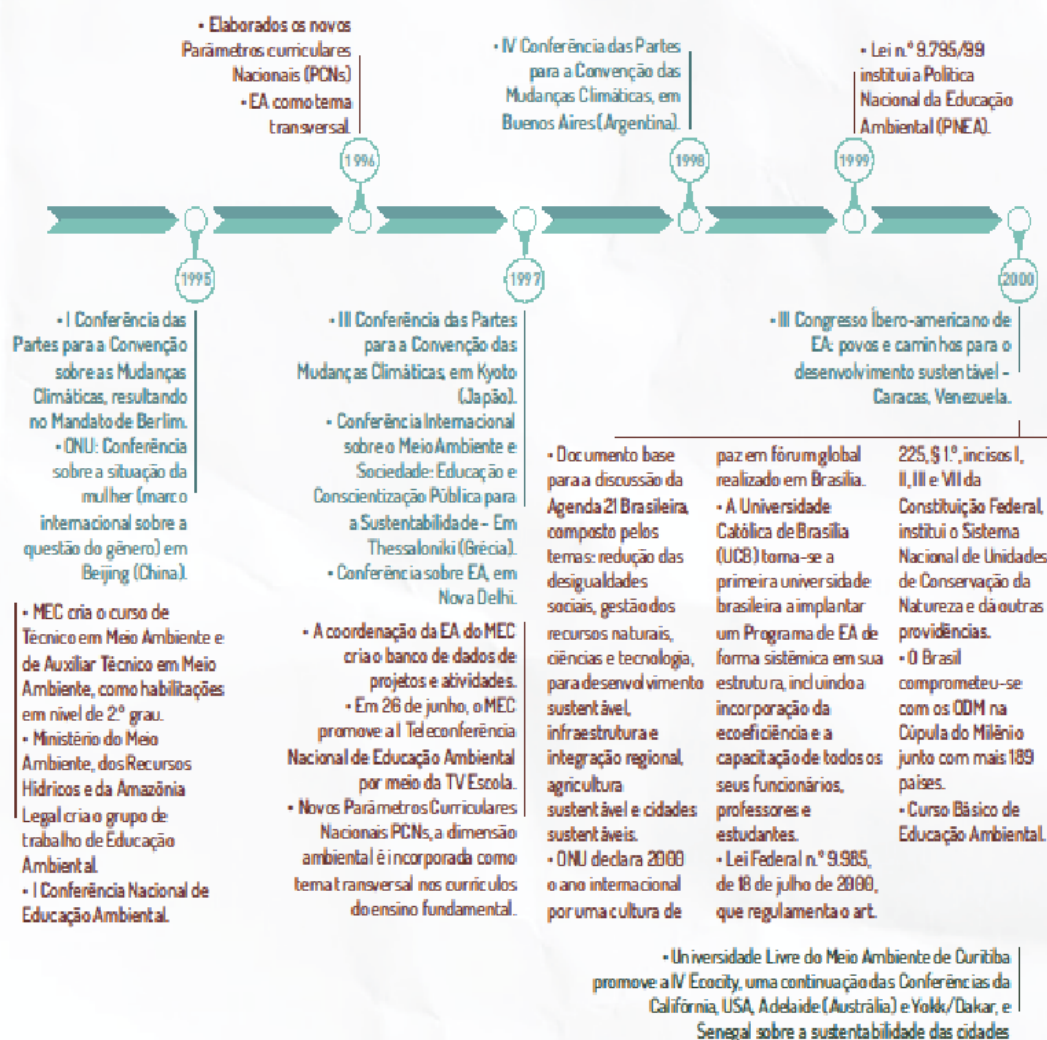 • Elaborados os novos
Parâmetros curriculares
Nacionais (PCNs)
• EA como tema
transversal.
• IV Conferência das Partes
para a Convenção das
Mudanças Climáticas, em
Buenos Aires (Argentina).
• Lei n.º 9.795/99
institui a Política
Nacional da Educação
Ambiental (PNEA).
1996
1998
1999
1995
1997
2000
• I Conferência das
Partes para a Convenção
sobre as Mudanças
Climáticas, resultando
no Mandato de Berlim.
• ONU: Conferência
sobre a situação da
mulher (marco
internacional sobre a
questão do gênero) em
Beijing (China).
• MEC cria o curso de
Técnico em Meio Ambiente e
de Auxiliar Técnico em Meio
Ambiente, como habilitações
em nível de 2.º grau.
• Ministério do Meio
Ambiente, dos Recursos
Hídricos e da Amazônia
Legal cria o grupo de
trabalho de Educação
Ambiental.
• I Conferência Nacional de
Educação Ambiental.
• III Conferência das Partes
para a Convenção das
Mudanças Climáticas, em Kyoto
(Japão).
• Conferência Internacional
sobre o Meio Ambiente e
Sociedade: Educação e
Conscientização Pública para
a Sustentabilidade – Em
Thessaloniki (Grécia).
• Conferência sobre EA, em
Nova Delhi.
• A coordenação da EA do MEC
cria o banco de dados de
projetos e atividades.
• Em 26 de junho, o MEC
promove a I Teleconferência
Nacional de Educação Ambiental
por meio da TV Escola.
• Novos Parâmetros Curriculares
Nacionais PCNs, a dimensão
ambiental é incorporada como
tema transversal nos currículos
do ensino fundamental.
• III Congresso Íbero-americano de
EA: povos e caminhos para o
desenvolvimento sustentável –
Caracas, Venezuela.
• Documento base
para a discussão da
Agenda 21 Brasileira,
composto pelos
temas: redução das
desigualdades
sociais, gestão dos
recursos naturais,
ciências e tecnologia,
para desenvolvimento
sustentável,
infraestrutura e
integração regional,
agricultura
sustentável e cidades
sustentáveis.
• ONU declara 2000
o ano internacional
por uma cultura de
paz em fórum global
realizado em Brasília.
• A Universidade
Católica de Brasília
(UCB) torna-se a
primeira universidade
brasileira a implantar
um Programa de EA de
forma sistêmica em sua
estrutura, incluindo a
incorporação da
ecoeficiência e a
capacitação de todos os
seus funcionários,
professores e
estudantes.
• Lei Federal n.º 9.985,
de 18 de julho de 2000,
que regulamenta o art.
225, § 1.º, incisos I,
II, III e VII da
Constituição Federal,
institui o Sistema
Nacional de Unidades
de Conservação da
Natureza e dá outras
providências.
• O Brasil
comprometeu-se
com os ODM na
Cúpula do Milênio
junto com mais 189
países.
• Curso Básico de
Educação Ambiental.
• Universidade Livre do Meio Ambiente de Curitiba
promove a IV Ecocity, uma continuação das Conferências da
Califórnia, USA, Adelaide (Austrália) e Yokk/Dakar, e
Senegal sobre a sustentabilidade das cidades